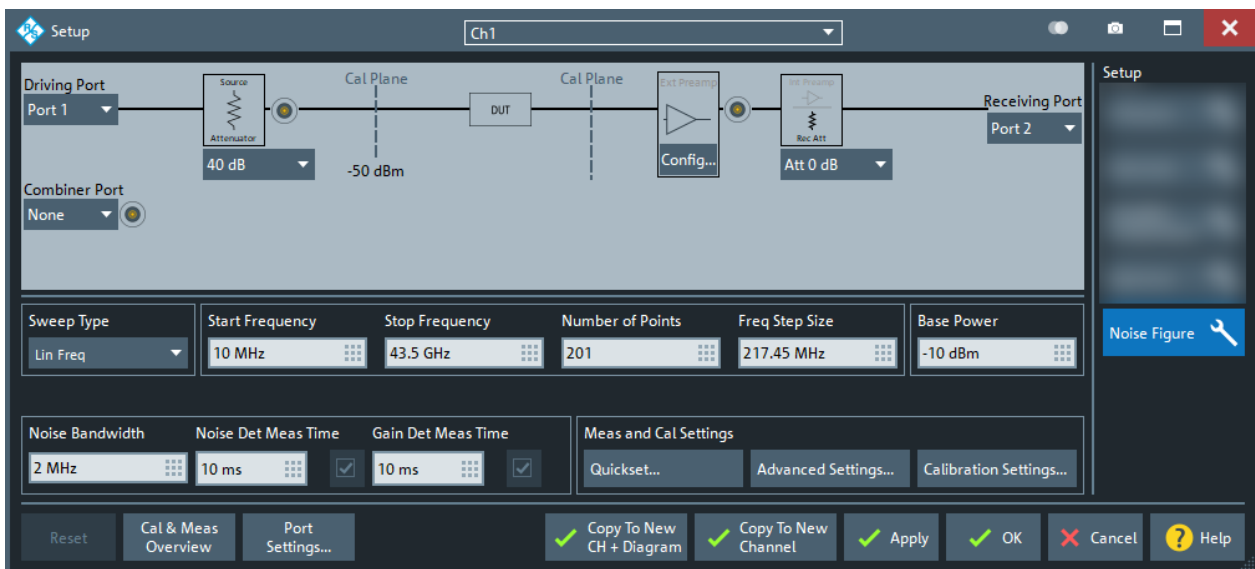 Setup
Ch1
Driving Port
Port 1
Source
Attenuator
40 dB
Cal Plane
-50 dBm
DUT
Cal Plane
Ext Preamp
Config...
Int Preamp
Rec Att
Att 0 dB
Receiving Port
Port 2
Combiner Port
None
Setup
Noise Figure
Sweep Type
Lin Freq
Start Frequency
10 MHz
Stop Frequency
43.5 GHz
Number of Points
201
Freq Step Size
217.45 MHz
Base Power
-10 dBm
Noise Bandwidth
2 MHz
Noise Det Meas Time
10 ms
Gain Det Meas Time
10 ms
Meas and Cal Settings
Quickset...
Advanced Settings...
Calibration Settings...
Reset
Cal & Meas
Overview
Port
Settings...
Copy To New
CH + Diagram
Copy To New
Channel
Apply
OK
Cancel
? Help